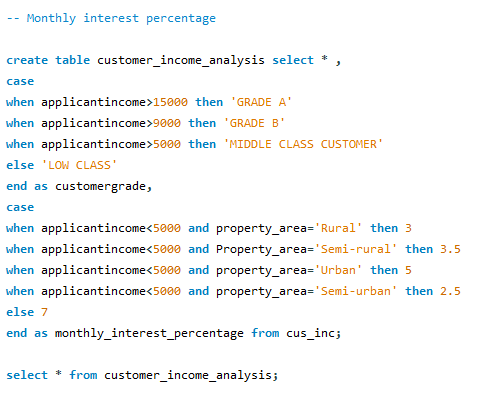 -- Monthly interest percentage
create table customer_income_analysis select * ,
case
when applicantincome>15000 then 'GRADE A'
when applicantincome>9000 then 'GRADE B'
when applicantincome>5000 then 'MIDDLE CLASS CUSTOMER'
else 'LOW CLASS'
end as customergrade,
case
when applicantincome<5000 and property_area='Rural' then 3
when applicantincome<5000 and Property_area='Semi-rural' then 3.5
when applicantincome<5000 and property_area='Urban' then 5
when applicantincome<5000 and property_area='Semi-urban' then 2.5
else 7
end as monthly_interest_percentage from cus_inc;
select * from customer_income_analysis;